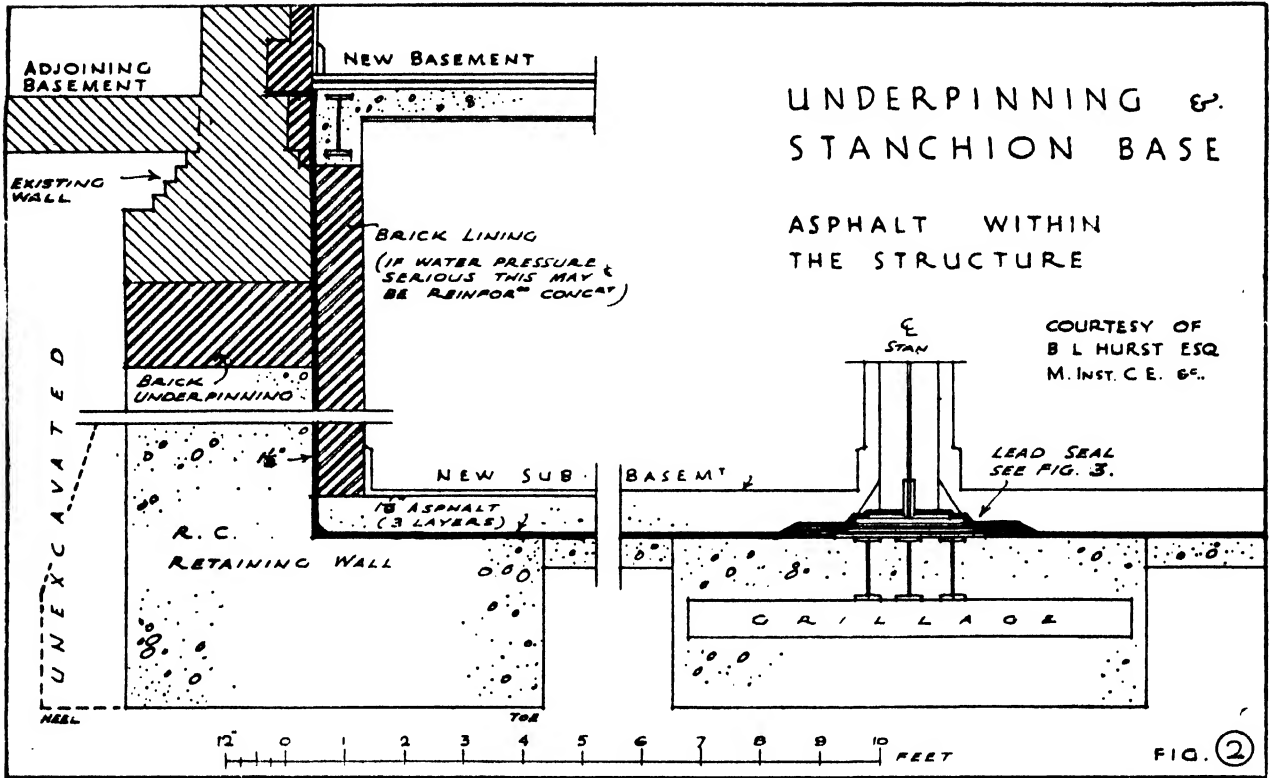 ADJOINING
BASEMENT
NEW BASEMENT
UNDERPINNING &.
STANCHION BASE
EXISTING
WALL
BRICK LINING
(IF WATER PRESSURE
SERIOUS THIS MAY
BE REINFOR CONCRT)
ASPHALT WITHIN
THE STRUCTURE
℄
STAN
COURTESY OF
B L HURST ESQ
M. INST. C E. &c..
BRICK
UNDERPINNING
UNEXCAVATED
LEAD SEAL
SEE FIG. 3.
NEW SUB. BASEMT
ASPHALT
(3 LAYERS)
R. C.
RETAINING WALL
GRILLAGE
HEEL
TOE
12" 0 1 2 3 4 5 6 7 8 9 10 FEET
FIG. 2